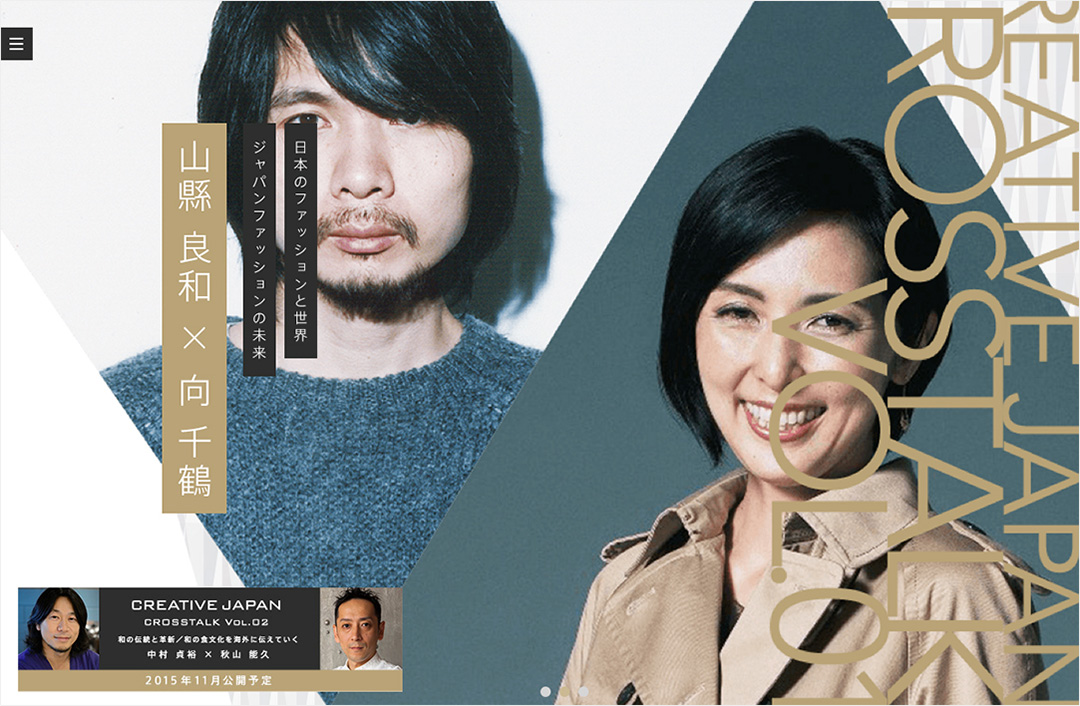 日本のファッションと世界
ジャパンファッションの未来
山縣 良和 × 向 千鶴
REATIVE JAPAN
ROSSTALK
VOL.01
CREATIVE JAPAN
CROSSTALK VOL.02
和の伝統と革新／和の食文化を海外に伝えていく
中村 貞裕 × 秋山 能久
2015年11月公開予定